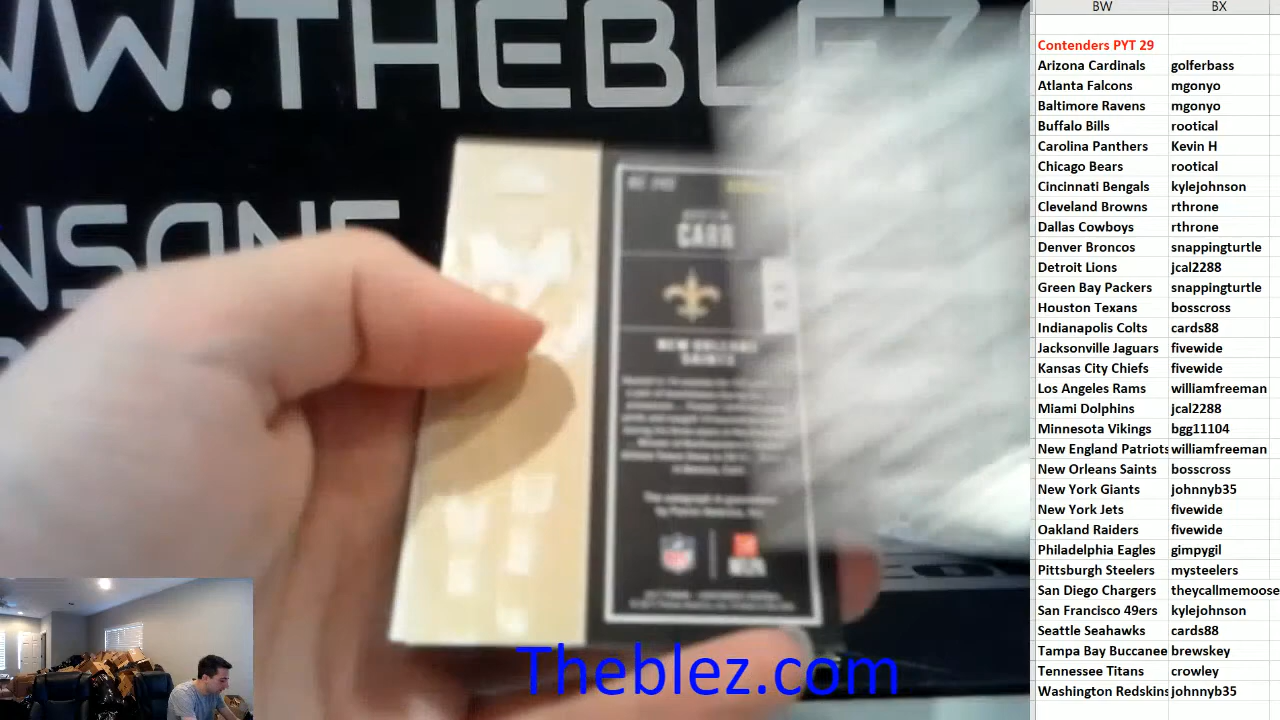 WW.THEBLEZ.
CARR
NEW ORLEANS
SAINTS
NFL
Theblez.com
BW BX
Contenders PYT 29
Arizona Cardinals golferbass
Atlanta Falcons mgonyo
Baltimore Ravens mgonyo
Buffalo Bills rootical
Carolina Panthers Kevin H
Chicago Bears rootical
Cincinnati Bengals kylejohnson
Cleveland Browns rthrone
Dallas Cowboys rthrone
Denver Broncos snappingturtle
Detroit Lions jcal2288
Green Bay Packers snappingturtle
Houston Texans bosscross
Indianapolis Colts cards88
Jacksonville Jaguars fivewide
Kansas City Chiefs fivewide
Los Angeles Rams williamfreeman
Miami Dolphins jcal2288
Minnesota Vikings bgg11104
New England Patriots williamfreeman
New Orleans Saints bosscross
New York Giants johnnyb35
New York Jets fivewide
Oakland Raiders fivewide
Philadelphia Eagles gimpygil
Pittsburgh Steelers mysteelers
San Diego Chargers theycallmemoose
San Francisco 49ers kylejohnson
Seattle Seahawks cards88
Tampa Bay Buccanee brewskey
Tennessee Titans crowley
Washington Redskins johnnyb35